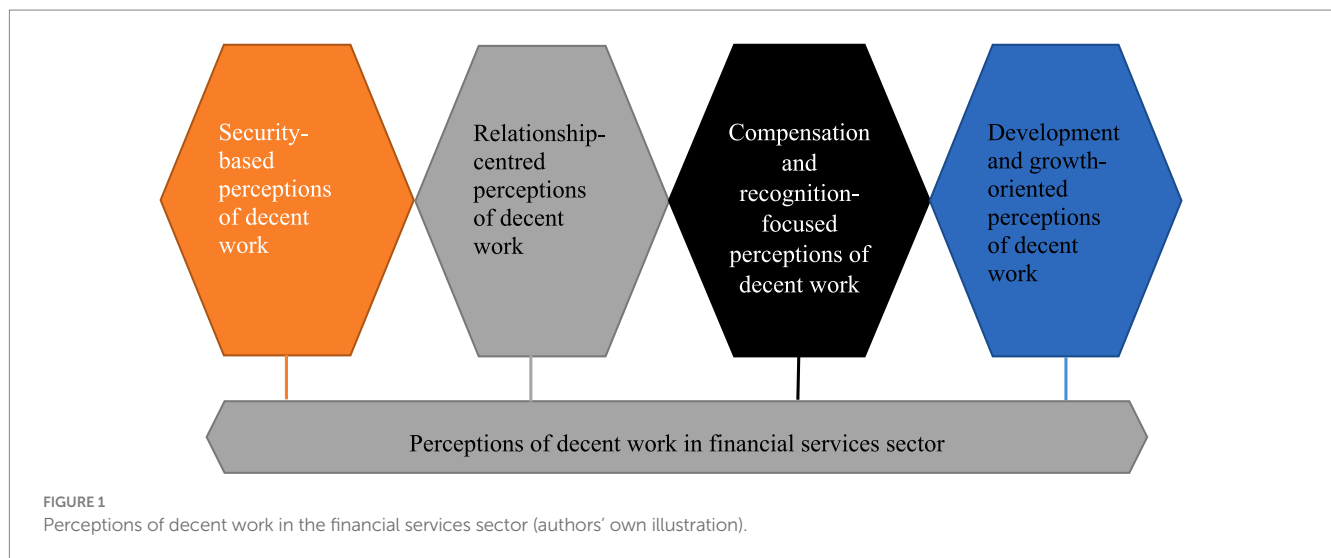 Security-
based
perceptions
of decent
work
Relationship-
centred
perceptions
of decent
work
Compensation
and
recognition-
focused
perceptions of
decent work
Development
and growth-
oriented
perceptions
of decent
work
Perceptions of decent work in financial services sector
FIGURE 1
Perceptions of decent work in the financial services sector (authors’ own illustration).